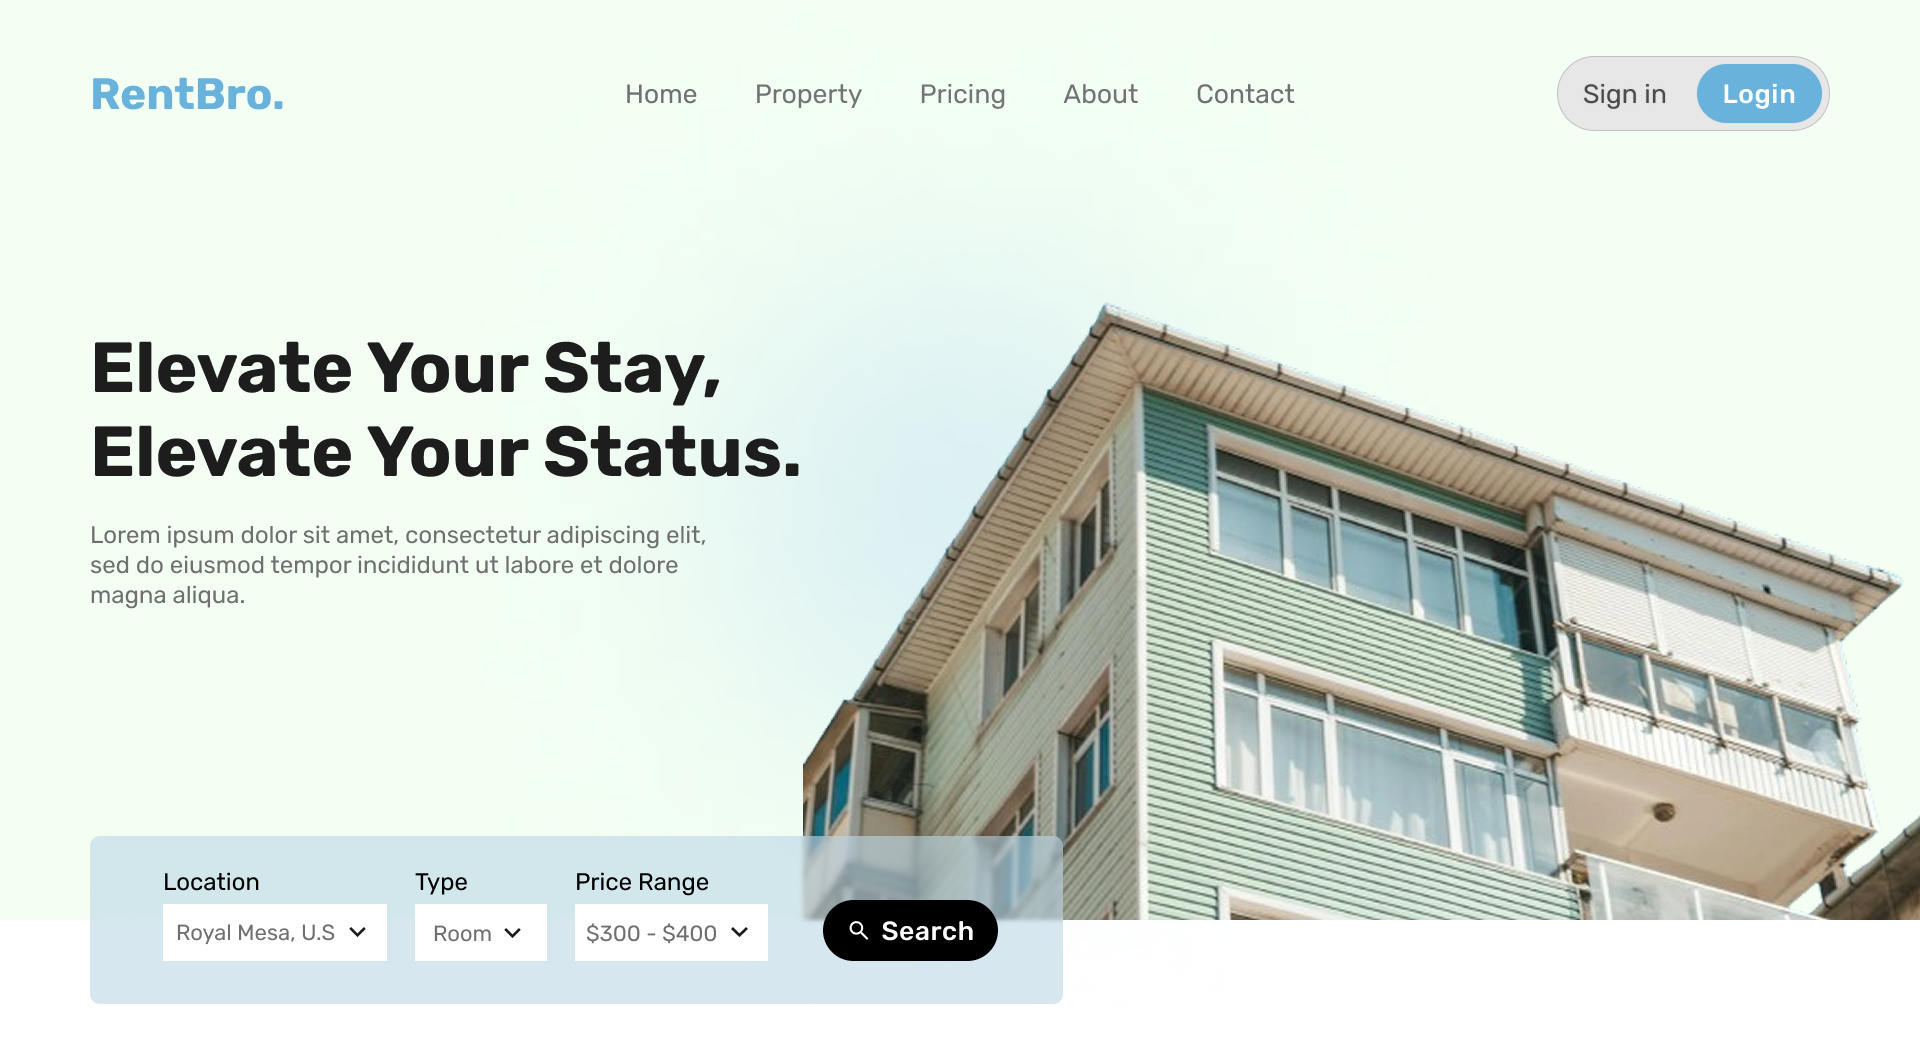 RentBro.
Home
Property
Pricing
About
Contact
Sign in
Login
Elevate Your Stay,
Elevate Your Status.
Lorem ipsum dolor sit amet, consectetur adipiscing elit,
sed do eiusmod tempor incididunt ut labore et dolore
magna aliqua.
Location
Type
Price Range
Royal Mesa, U.S
Room
$300 - $400
Search